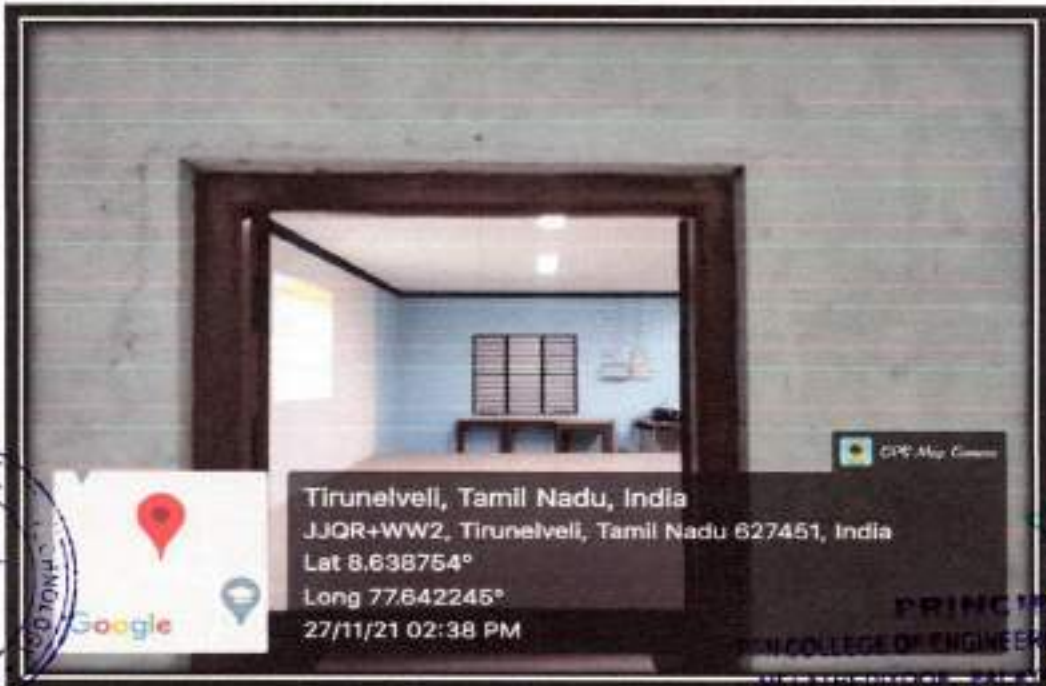 GPS Map Camera
Tirunelveli, Tamil Nadu, India
JJQR+WW2, Tirunelveli, Tamil Nadu 627451, India
Lat 8.638754°
Long 77.642245°
27/11/21 02:38 PM
Google
COLLEGE OF ENGINEER